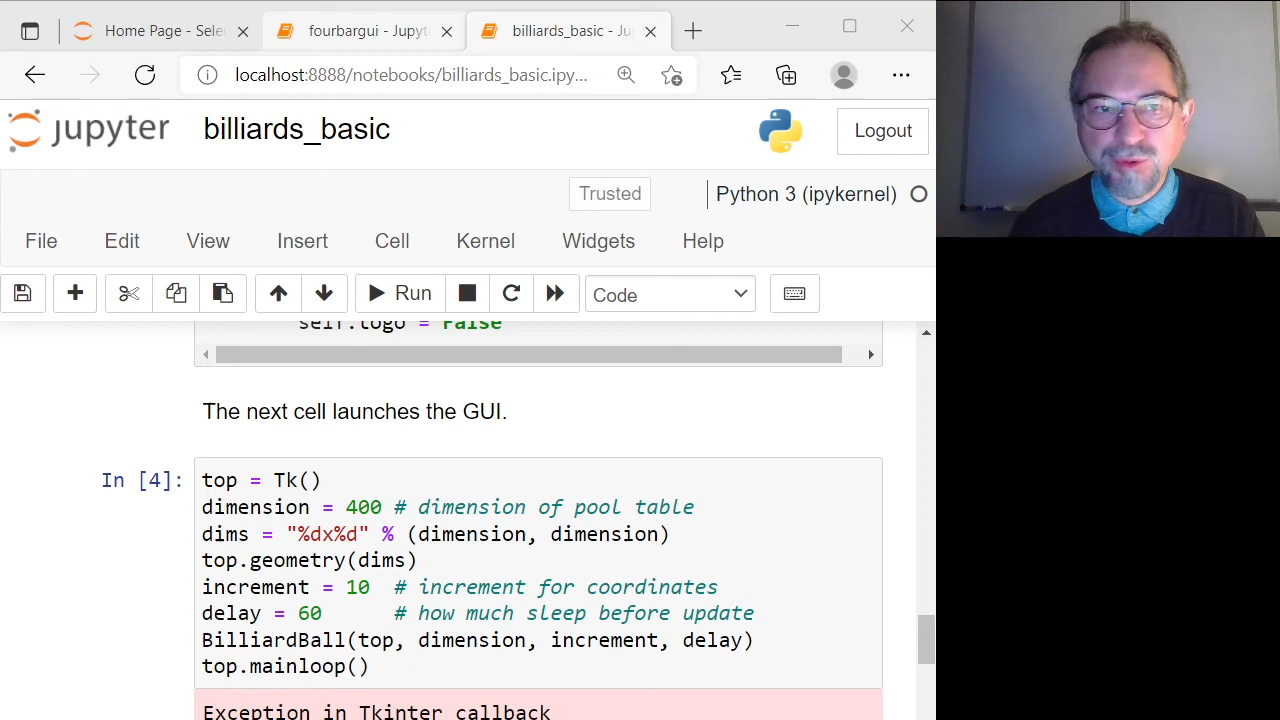 Home Page - Sele
fourbargui - Jupyt
billiards_basic - Ju
localhost:8888/notebooks/billiards_basic.ipy...
jupyter
billiards_basic
Logout
Trusted
Python 3 (ipykernel)
File
Edit
View
Insert
Cell
Kernel
Widgets
Help
Run
Code
self.togo = False
The next cell launches the GUI.
In [4]:
top = Tk()
dimension = 400 # dimension of pool table
dims = "%dx%d" % (dimension, dimension)
top.geometry(dims)
increment = 10  # increment for coordinates
delay = 60      # how much sleep before update
BilliardBall(top, dimension, increment, delay)
top.mainloop()
Exception in Tkinter callback